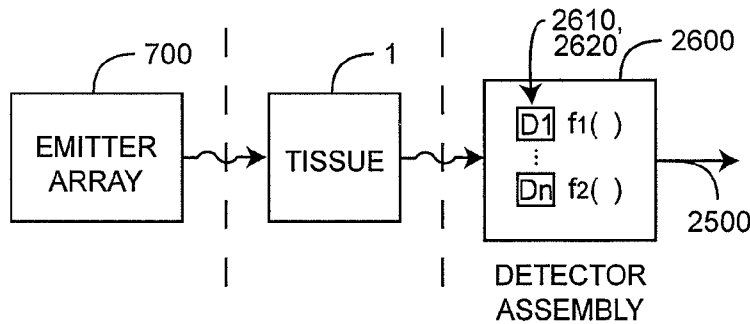 700
1
2610,
2620
2600
EMITTER
ARRAY
TISSUE
D1 f1( )
⋮
Dn f2( )
2500
DETECTOR
ASSEMBLY